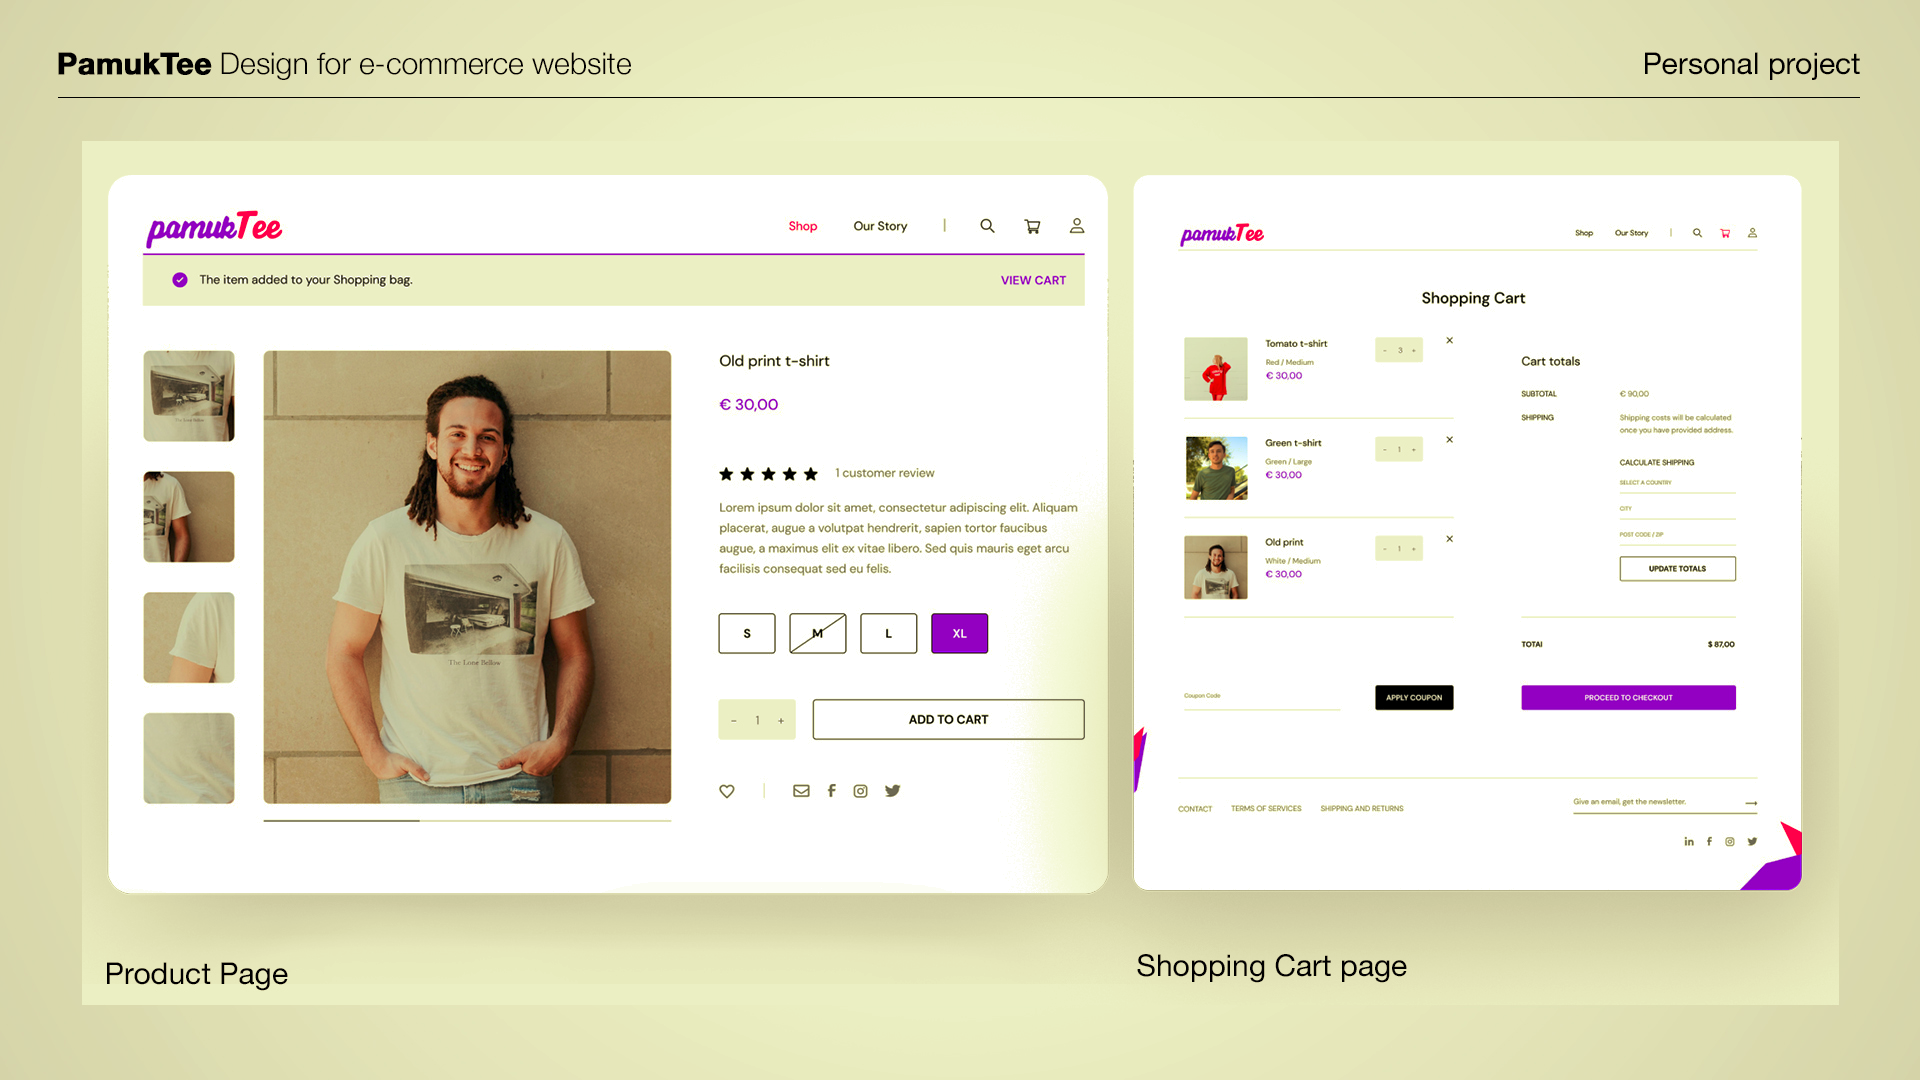 PamukTee Design for e-commerce website
Personal project
pamukTee
Shop
Our Story
The item added to your Shopping bag.
VIEW CART
Old print t-shirt
€ 30,00
1 customer review
Lorem ipsum dolor sit amet, consectetur adipiscing elit. Aliquam
placerat, augue a volutpat hendrerit, sapien tortor faucibus
augue, a maximus elit ex vitae libero. Sed quis mauris eget arcu
facilisis consequat sed eu felis.
S
M
L
XL
- 1 +
ADD TO CART
The Lone Bellow
Product Page
pamukTee
Shop
Our Story
Shopping Cart
Tomato t-shirt
Red / Medium
€ 30,00
- 3 +
Green t-shirt
Green / Large
€ 30,00
- 1 +
Old print
White / Medium
€ 30,00
- 1 +
Coupon Code
APPLY COUPON
Cart totals
SUBTOTAL
€ 90,00
SHIPPING
Shipping costs will be calculated
once you have provided address.
CALCULATE SHIPPING
SELECT A COUNTRY
CITY
POST CODE / ZIP
UPDATE TOTALS
TOTAl
$ 87,00
PROCEED TO CHECKOUT
CONTACT
TERMS OF SERVICES
SHIPPING AND RETURNS
Give an email, get the newsletter.
Shopping Cart page